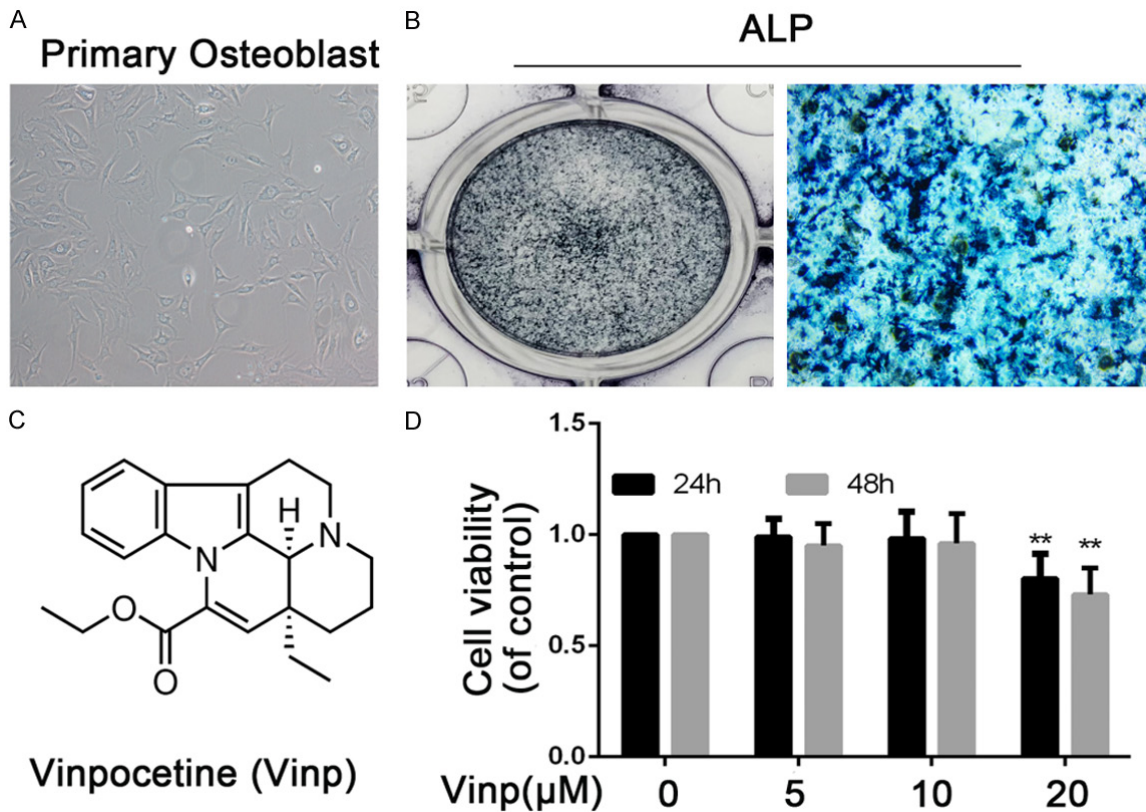 A
Primary Osteoblast
B
ALP
C
H
N
N
O
O
Vinpocetine (Vinp)
D
1.5
24h
48h
1.0
**
**
0.5
0.0
Cell viability
(of control)
Vinp(µM)
0
5
10
20